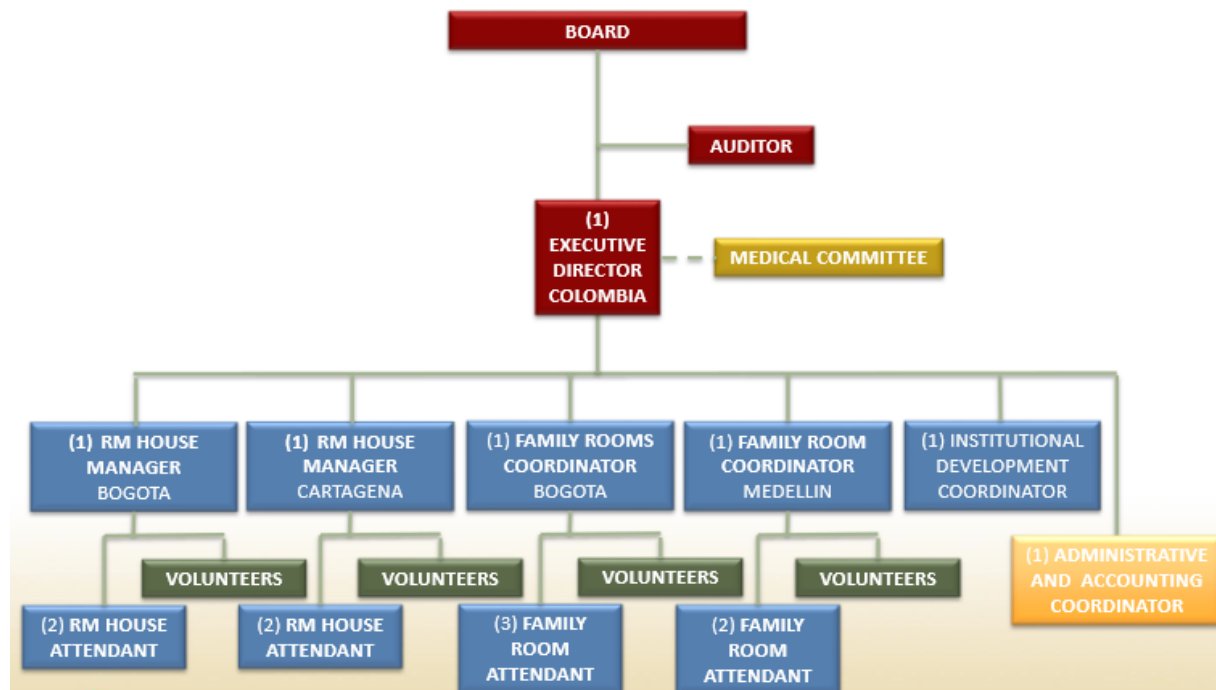 BOARD
AUDITOR
(1)
EXECUTIVE
DIRECTOR
COLOMBIA
MEDICAL COMMITTEE
(1) RM HOUSE
MANAGER
BOGOTA
(1) RM HOUSE
MANAGER
CARTAGENA
(1) FAMILY ROOMS
COORDINATOR
BOGOTA
(1) FAMILY ROOM
COORDINATOR
MEDELLIN
(1) INSTITUTIONAL
DEVELOPMENT
COORDINATOR
VOLUNTEERS
VOLUNTEERS
VOLUNTEERS
VOLUNTEERS
(1) ADMINISTRATIVE
AND ACCOUNTING
COORDINATOR
(2) RM HOUSE
ATTENDANT
(2) RM HOUSE
ATTENDANT
(3) FAMILY
ROOM
ATTENDANT
(2) FAMILY
ROOM
ATTENDANT